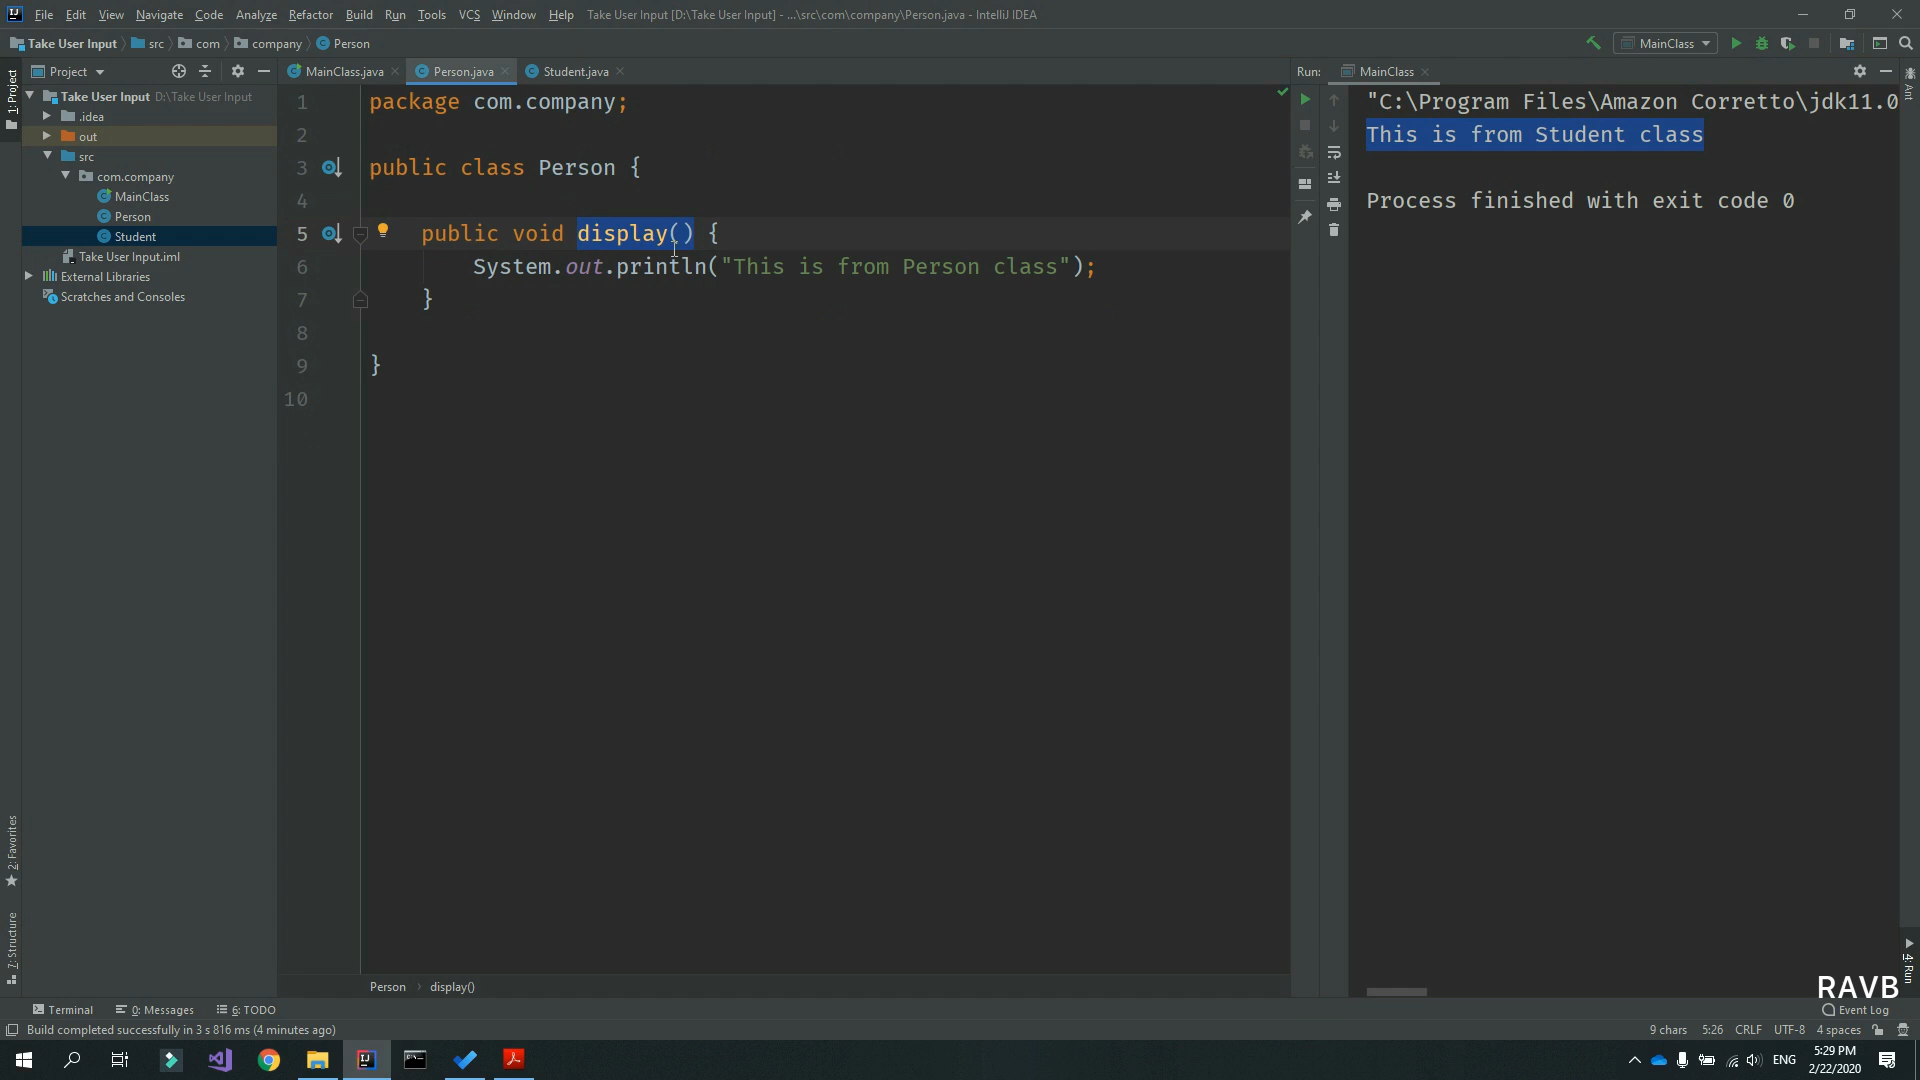 File Edit View Navigate Code Analyze Refactor Build Run Tools VCS Window Help Take User Input [D:\Take User Input] - ...\src\com\company\Person.java - IntelliJ IDEA
Take User Input src com company Person MainClass
1: Project
Project
Take User Input D:\Take User Input
.idea
out
src
com.company
MainClass
Person
Student
Take User Input.iml
External Libraries
Scratches and Consoles
MainClass.java Person.java Student.java
1 package com.company;
2
3 public class Person {
4
5 public void display() {
6 System.out.println("This is from Person class");
7 }
8
9 }
10
Person display()
Run: MainClass
"C:\Program Files\Amazon Corretto\jdk11.0
This is from Student class
Process finished with exit code 0
Ant
4: Run
2: Favorites
7: Structure
RAVB
Terminal 0: Messages 6: TODO Event Log
Build completed successfully in 3 s 816 ms (4 minutes ago) 9 chars 5:26 CRLF UTF-8 4 spaces
ENG
5:29 PM
2/22/2020